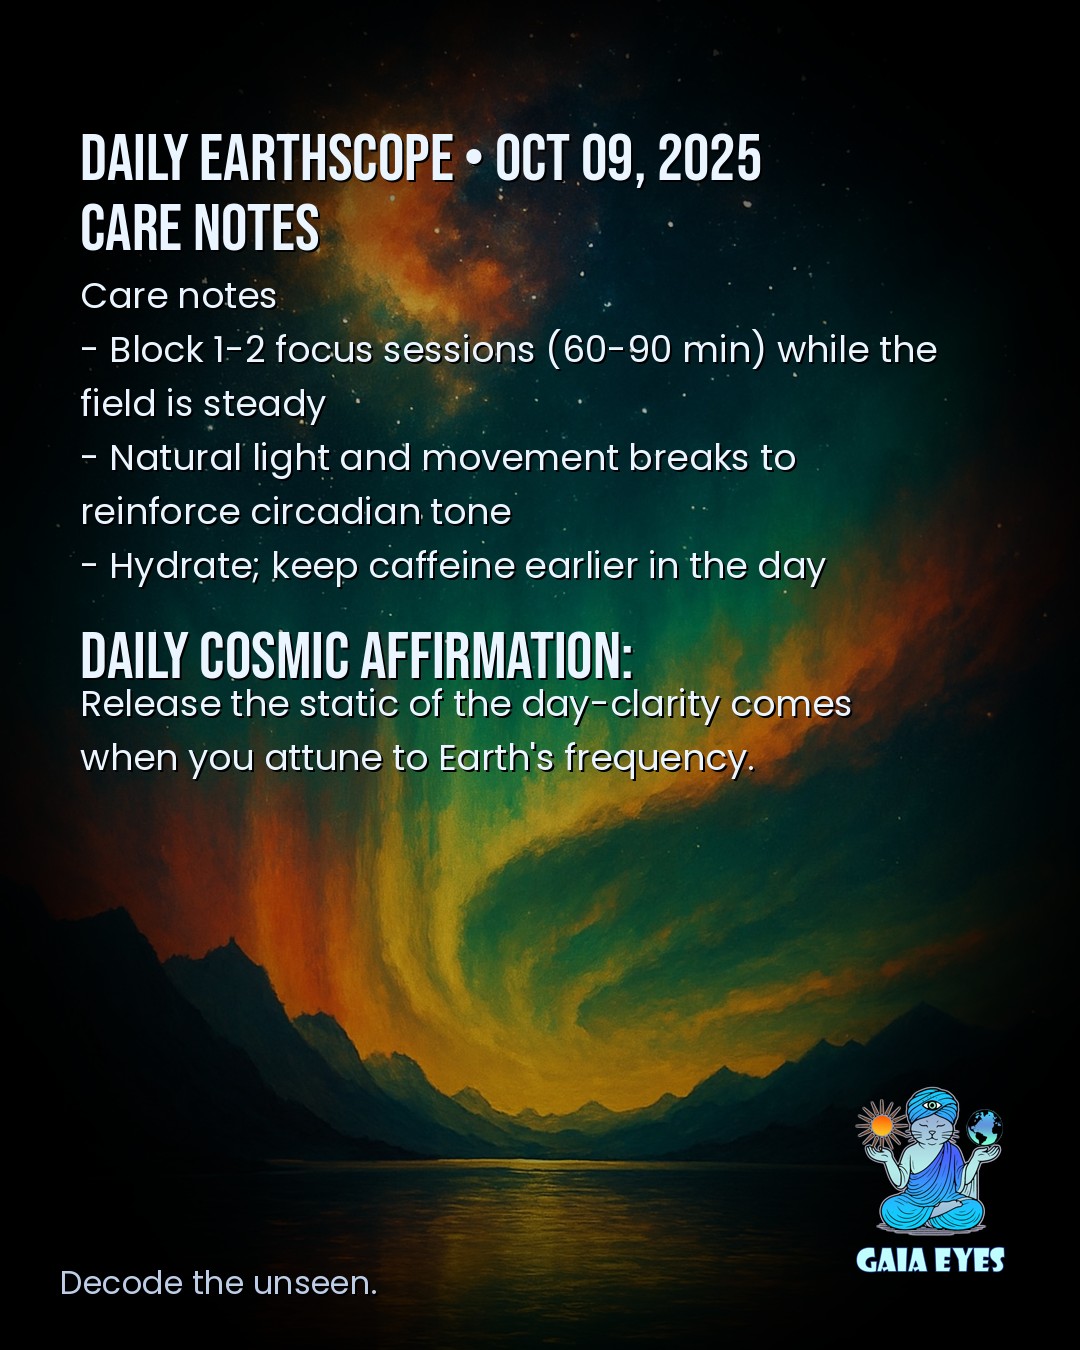 DAILY EARTHSCOPE • OCT 09, 2025
CARE NOTES
Care notes
- Block 1-2 focus sessions (60-90 min) while the
field is steady
- Natural light and movement breaks to
reinforce circadian tone
- Hydrate; keep caffeine earlier in the day
DAILY COSMIC AFFIRMATION:
Release the static of the day-clarity comes
when you attune to Earth's frequency.
GAIA EYES
Decode the unseen.